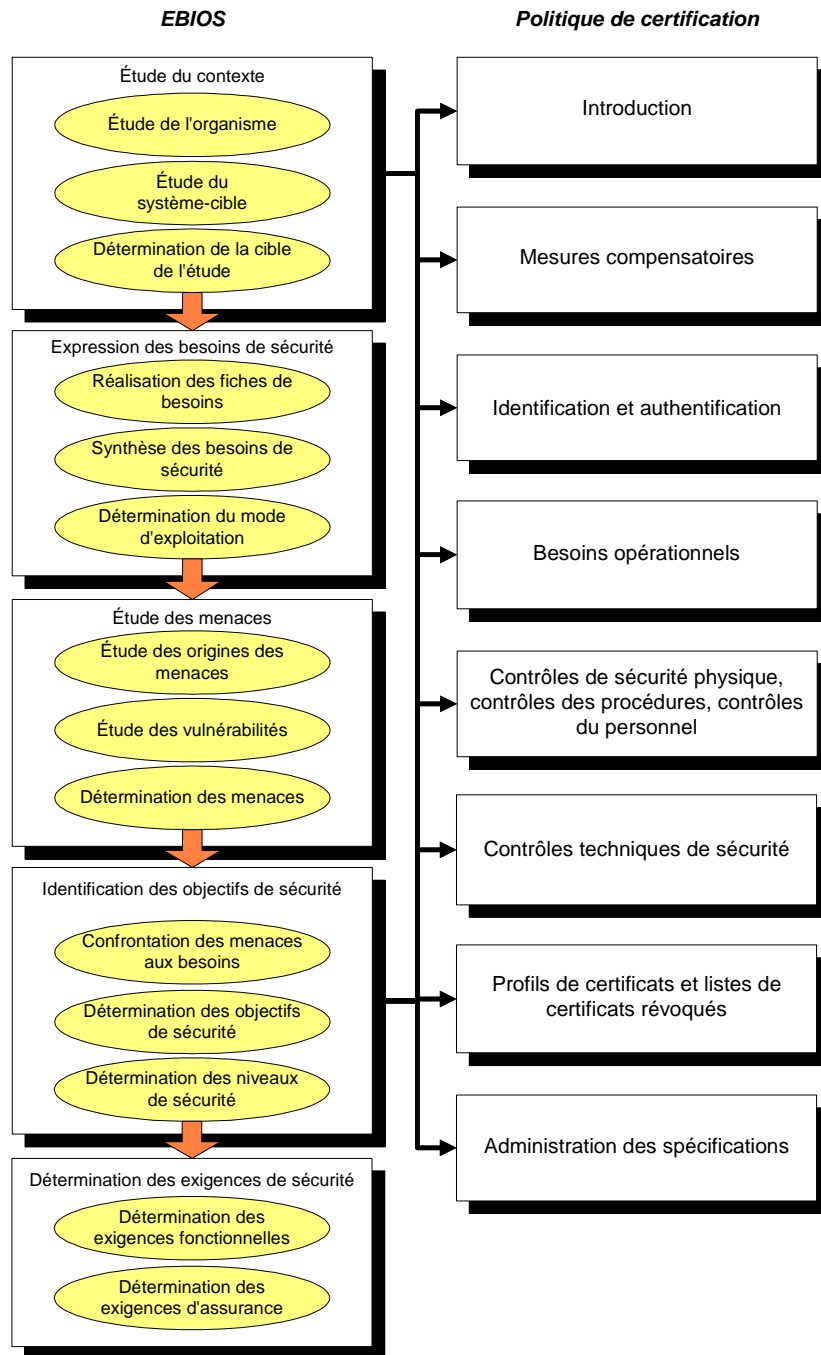 EBIOS
Étude du contexte
Étude de l'organisme
Étude du
système-cible
Détermination de la cible
de l'étude
Expression des besoins de sécurité
Réalisation des fiches de
besoins
Synthèse des besoins de
sécurité
Détermination du mode
d'exploitation
Étude des menaces
Étude des origines des
menaces
Étude des vulnérabilités
Détermination des menaces
Identification des objectifs de sécurité
Confrontation des menaces
aux besoins
Détermination des objectifs
de sécurité
Détermination des niveaux
de sécurité
Détermination des exigences de sécurité
Détermination des
exigences fonctionnelles
Détermination des
exigences d'assurance
Politique de certification
Introduction
Mesures compensatoires
Identification et authentification
Besoins opérationnels
Contrôles de sécurité physique,
contrôles des procédures, contrôles
du personnel
Contrôles techniques de sécurité
Profils de certificats et listes de
certificats révoqués
Administration des spécifications